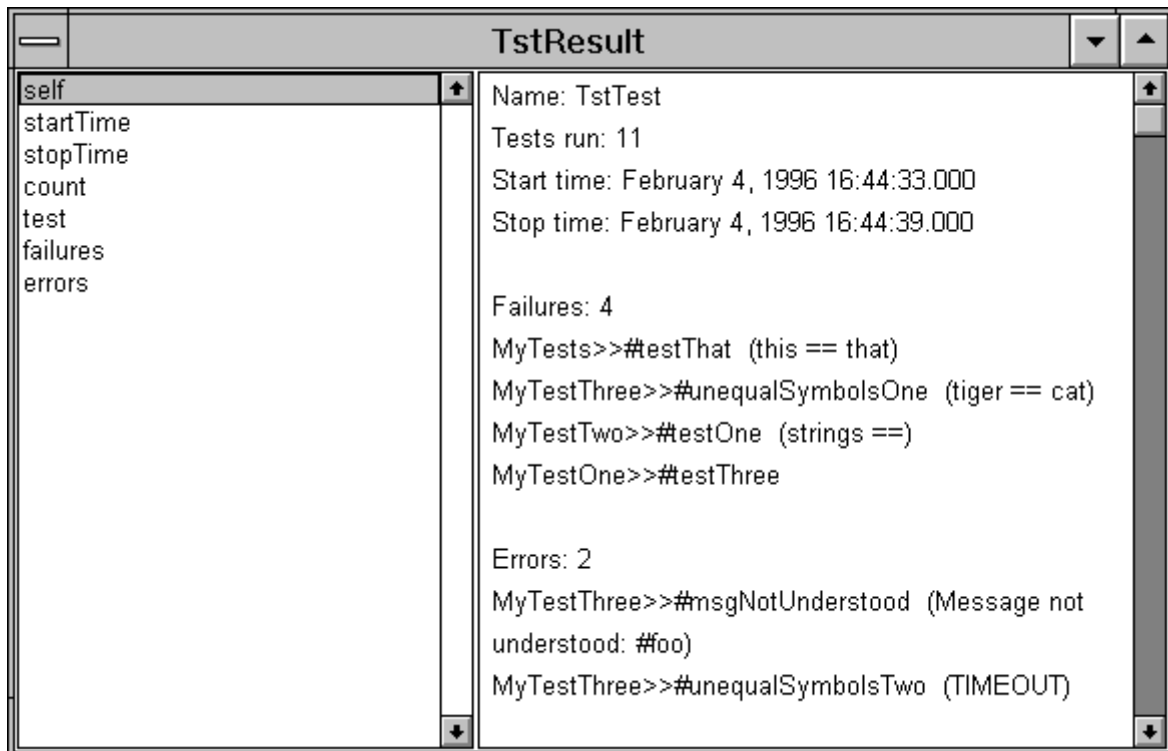 TstResult
self
startTime
stopTime
count
test
failures
errors
Name: TstTest
Tests run: 11
Start time: February 4, 1996 16:44:33.000
Stop time: February 4, 1996 16:44:39.000
Failures: 4
MyTests>>#testThat (this == that)
MyTestThree>>#unequalSymbolsOne (tiger == cat)
MyTestTwo>>#testOne (strings ==)
MyTestOne>>#testThree
Errors: 2
MyTestThree>>#msgNotUnderstood (Message not
understood: #foo)
MyTestThree>>#unequalSymbolsTwo (TIMEOUT)